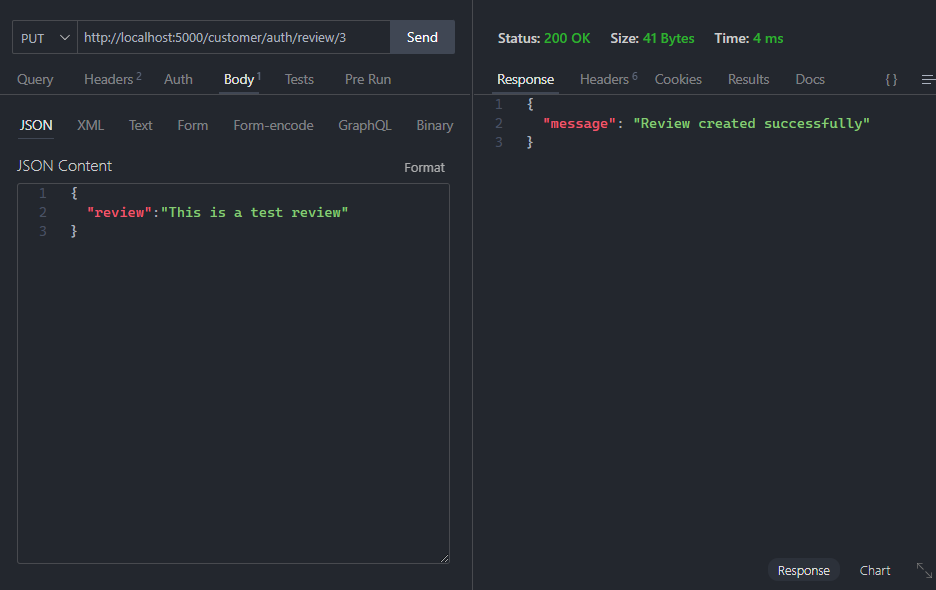 PUT http://localhost:5000/customer/auth/review/3 Send
Query Headers 2 Auth Body 1 Tests Pre Run
JSON XML Text Form Form-encode GraphQL Binary
JSON Content Format
1 {
2 "review":"This is a test review"
3 }
Status: 200 OK Size: 41 Bytes Time: 4 ms
Response Headers 6 Cookies Results Docs { }
1 {
2 "message": "Review created successfully"
3 }
Response Chart